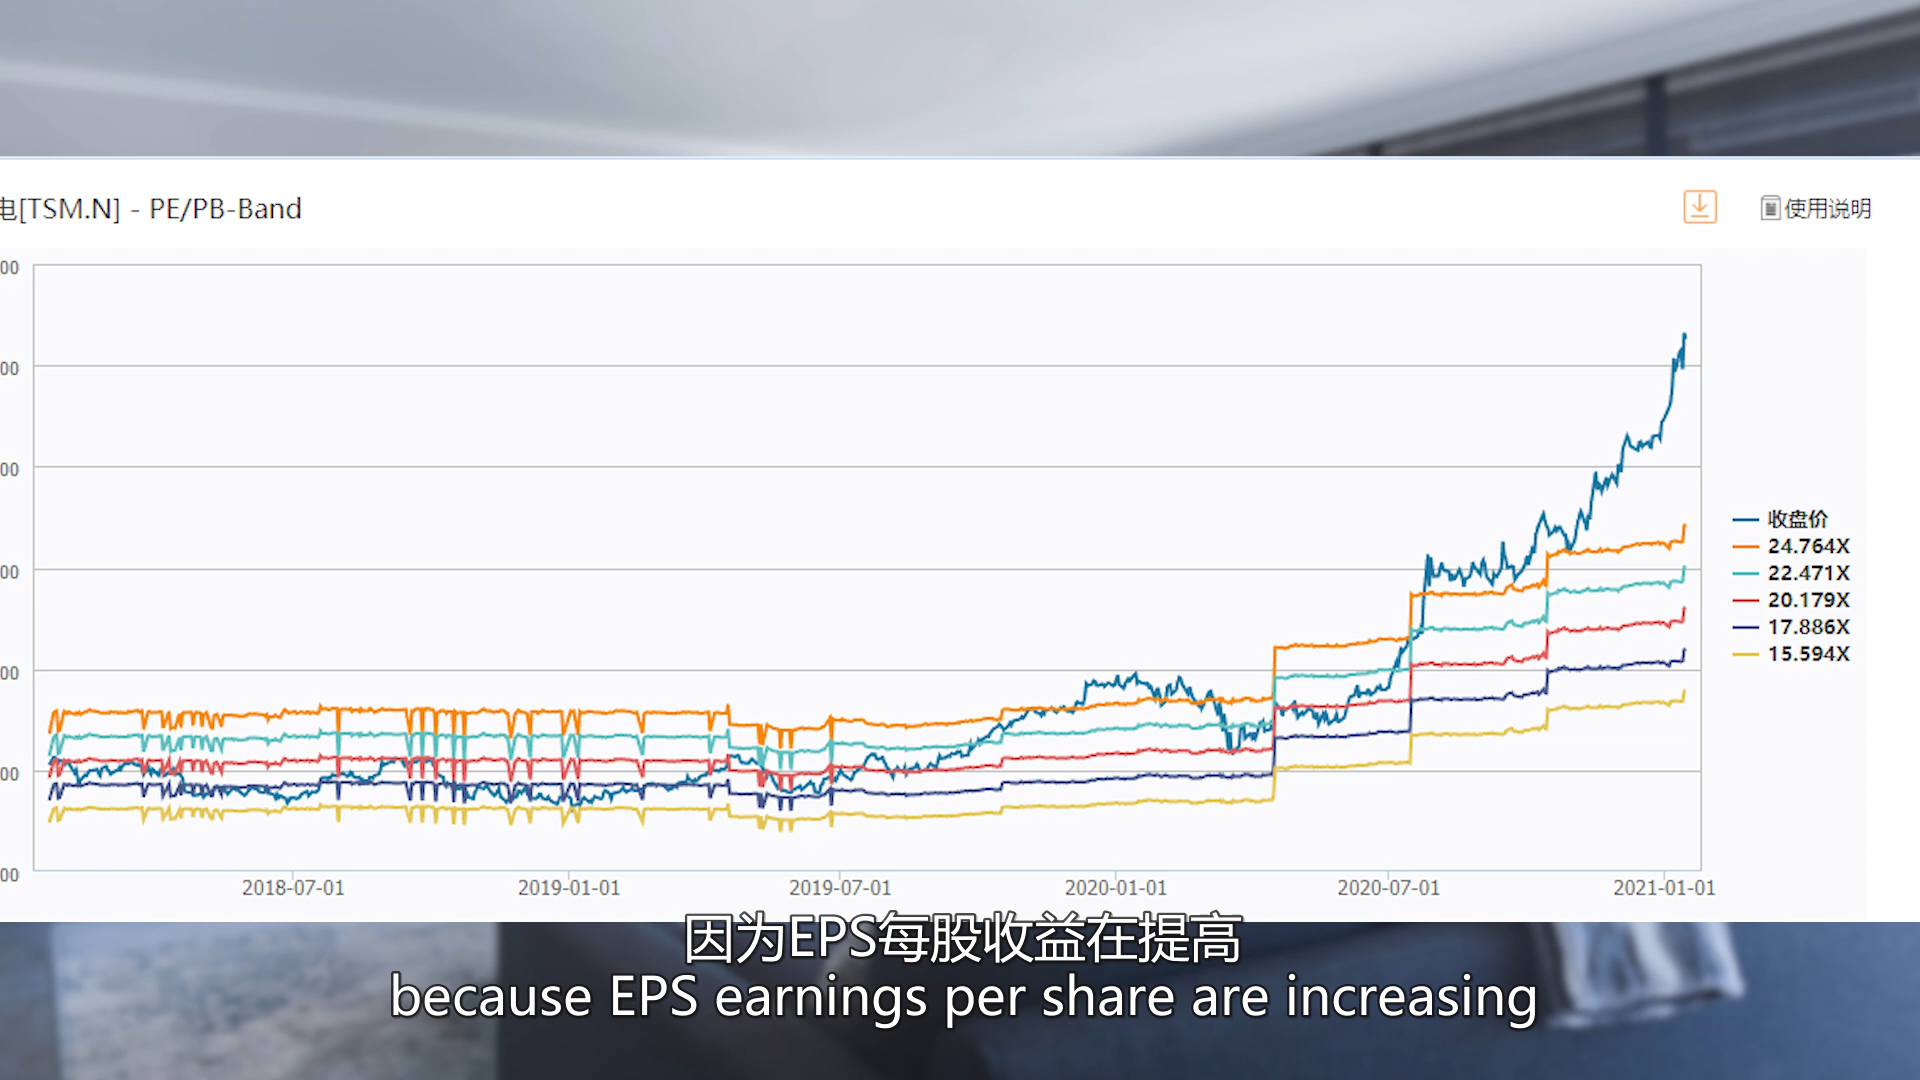 电[TSM.N] - PE/PB-Band
使用说明
00
00
00
00
00
00
00
收盘价
24.764X
22.471X
20.179X
17.886X
15.594X
2018-07-01
2019-01-01
2019-07-01
2020-01-01
2020-07-01
2021-01-01
因为EPS每股收益在提高
because EPS earnings per share are increasing